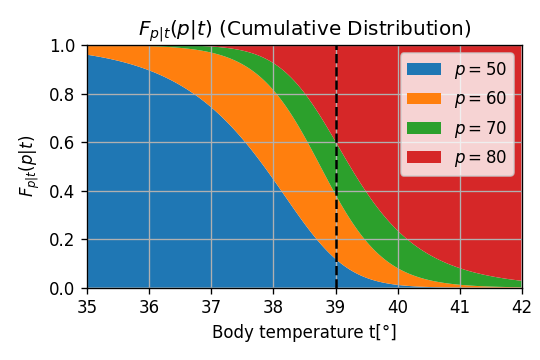 F_{p|t}(p|t) (Cumulative Distribution)
1.0
0.8
0.6
0.4
0.2
0.0
F_{p|t}(p|t)
p = 50
p = 60
p = 70
p = 80
35 36 37 38 39 40 41 42
Body temperature t[°]